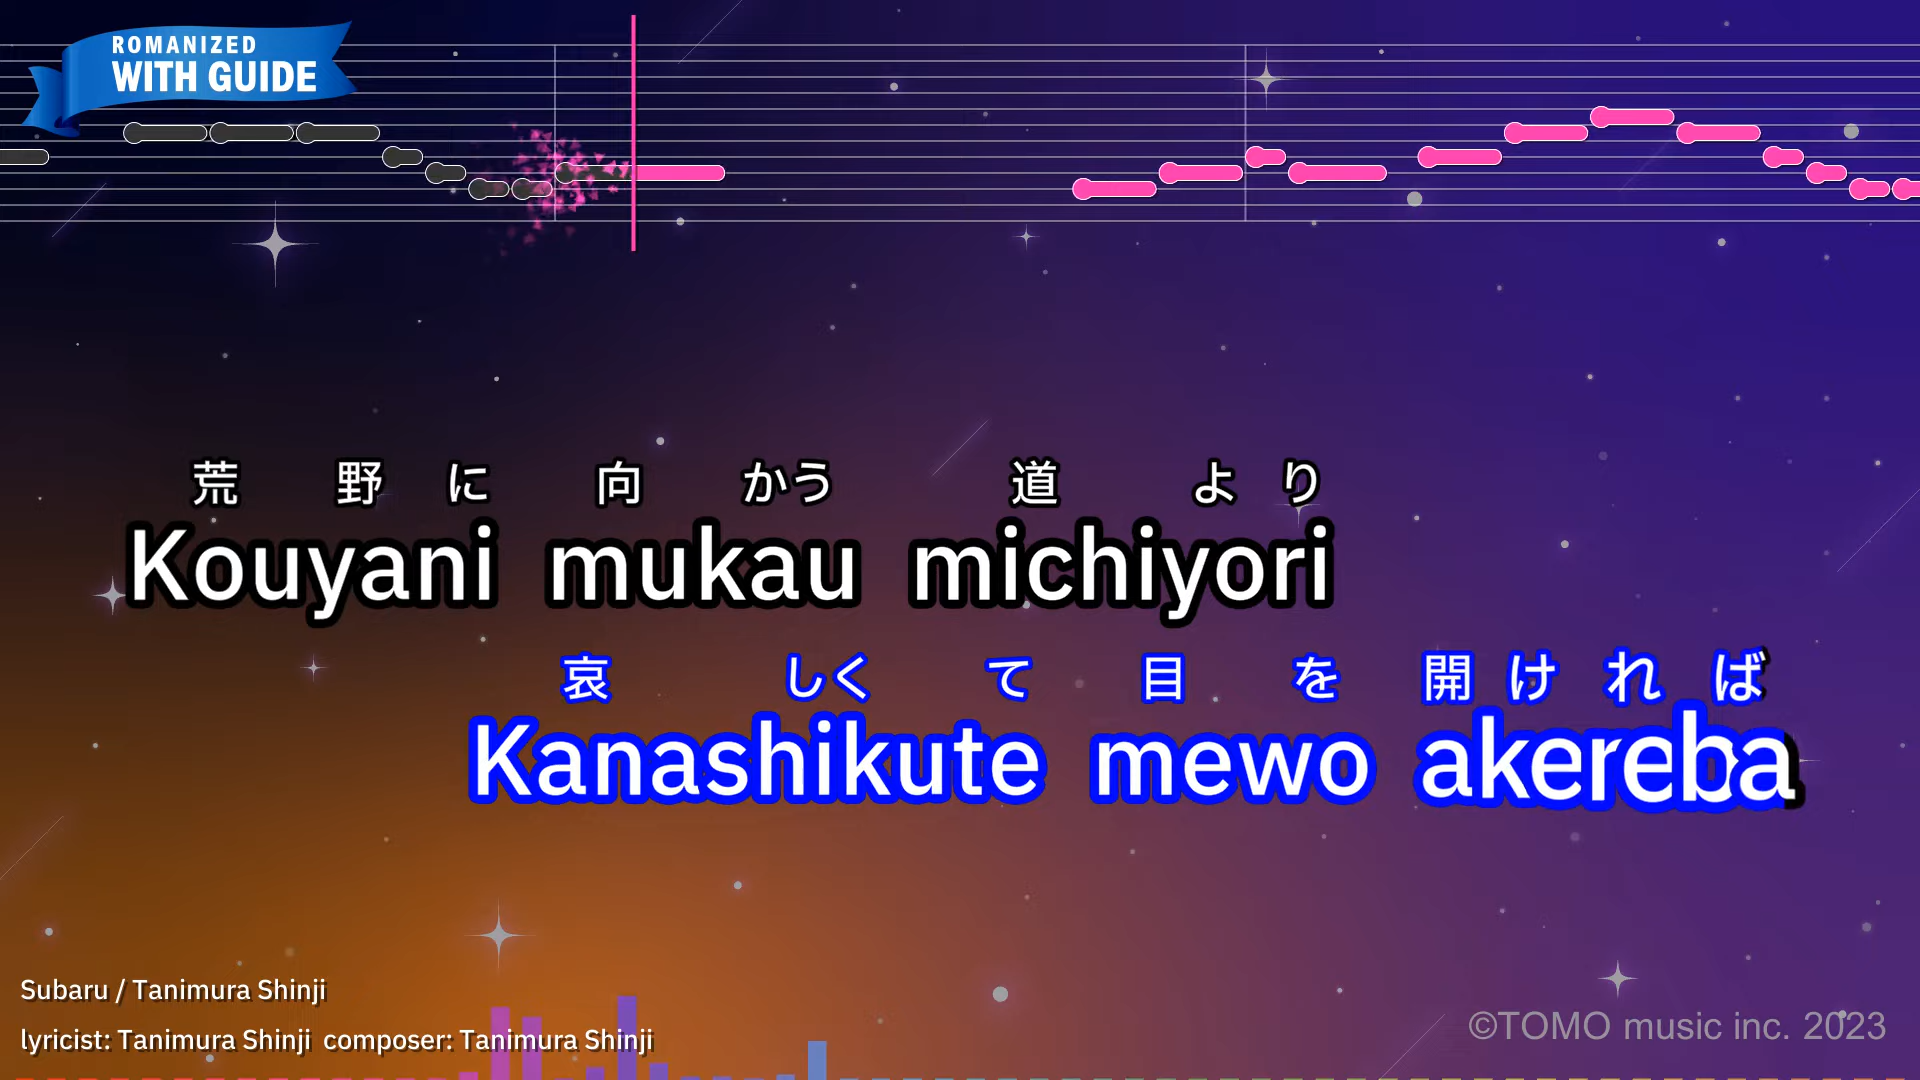 ROMANIZED
WITH GUIDE
荒野に向かう道より
Kouyani mukau michiyori
哀しくて目を開ければ
Kanashikute mewo akereba
Subaru / Tanimura Shinji
lyricist: Tanimura Shinji composer: Tanimura Shinji
©TOMO music inc. 2023